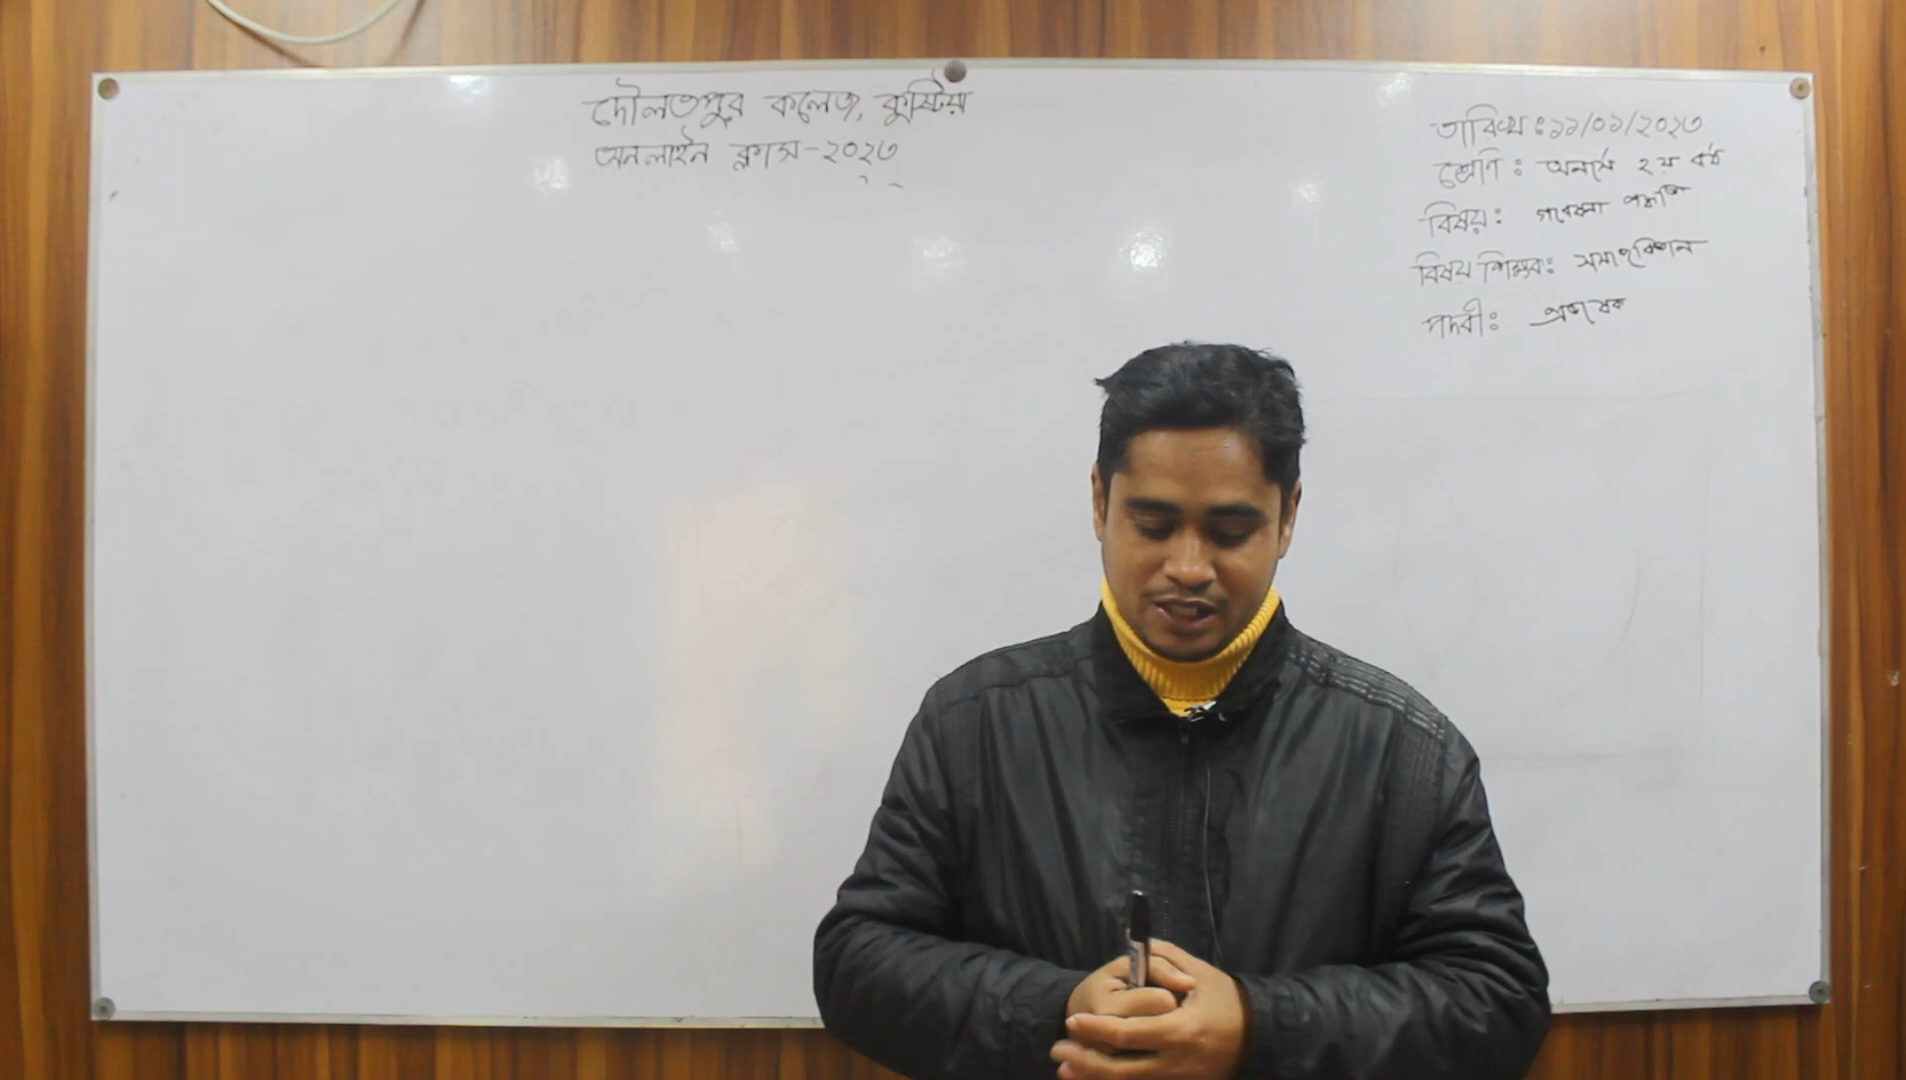 দৌলতপুর কলেজ, কুষ্টিয়া
অনলাইন ক্লাস-২০২৩
তারিখ : ১১/০১/২০২৩
শ্রেণি : অনার্স ২য় বর্ষ
বিষয় : গবেষণা পদ্ধতি
বিষয় শিক্ষক : সমাজবিজ্ঞান
পদবী : প্রভাষক